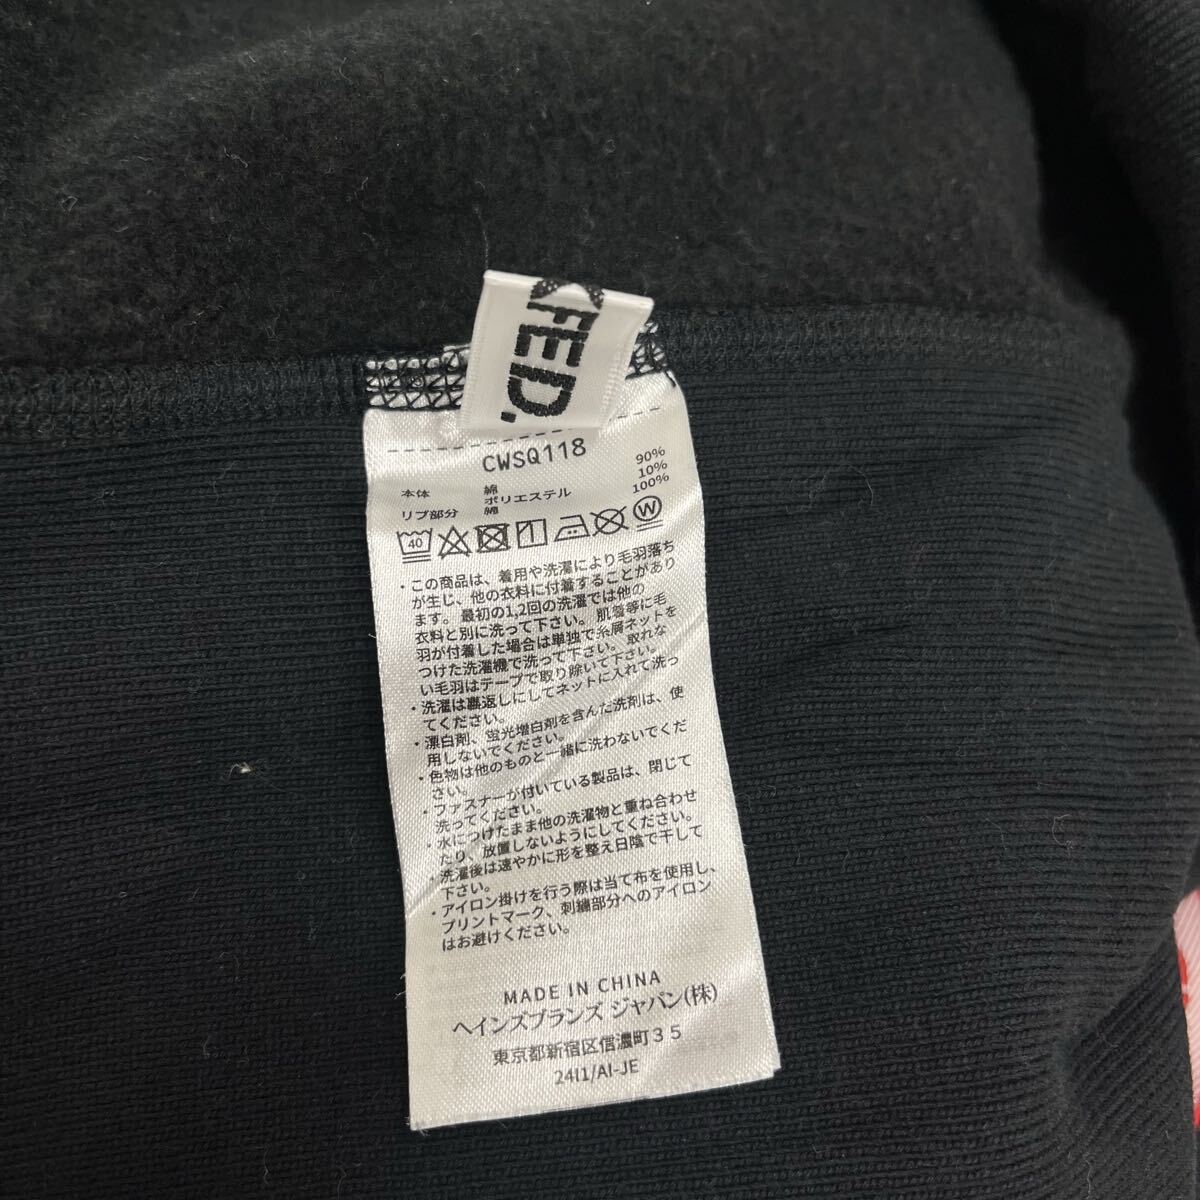 FED.
CWSQ118
本体 綿 90%
ポリエステル 10%
リブ部分 綿 100%
40
W
・この商品は、着用や洗濯により毛羽落ち
が生じ、他の衣料に付着することがあり
ます。最初の1,2回の洗濯では他の
衣料と別に洗って下さい。肌着等に毛
羽が付着した場合は単独で糸屑ネットを
つけた洗濯機で洗って下さい。取れな
い毛羽はテープで取り除いて下さい。
・洗濯は裏返しにしてネットに入れて洗っ
てください。
・漂白剤、蛍光増白剤を含んだ洗剤は、使
用しないでください。
・色物は他のものと一緒に洗わないでくだ
さい。
・ファスナーが付いている製品は、閉じて
洗ってください。
・水につけたまま他の洗濯物と重ね合わせ
たり、放置しないようにしてください。
・洗濯後は速やかに形を整え日陰で干して
下さい。
・アイロン掛けを行う際は当て布を使用し、
プリントマーク、刺繍部分へのアイロン
はお避けください。
MADE IN CHINA
ヘインズブランズ ジャパン(株)
東京都新宿区信濃町35
24I1/AI-JE